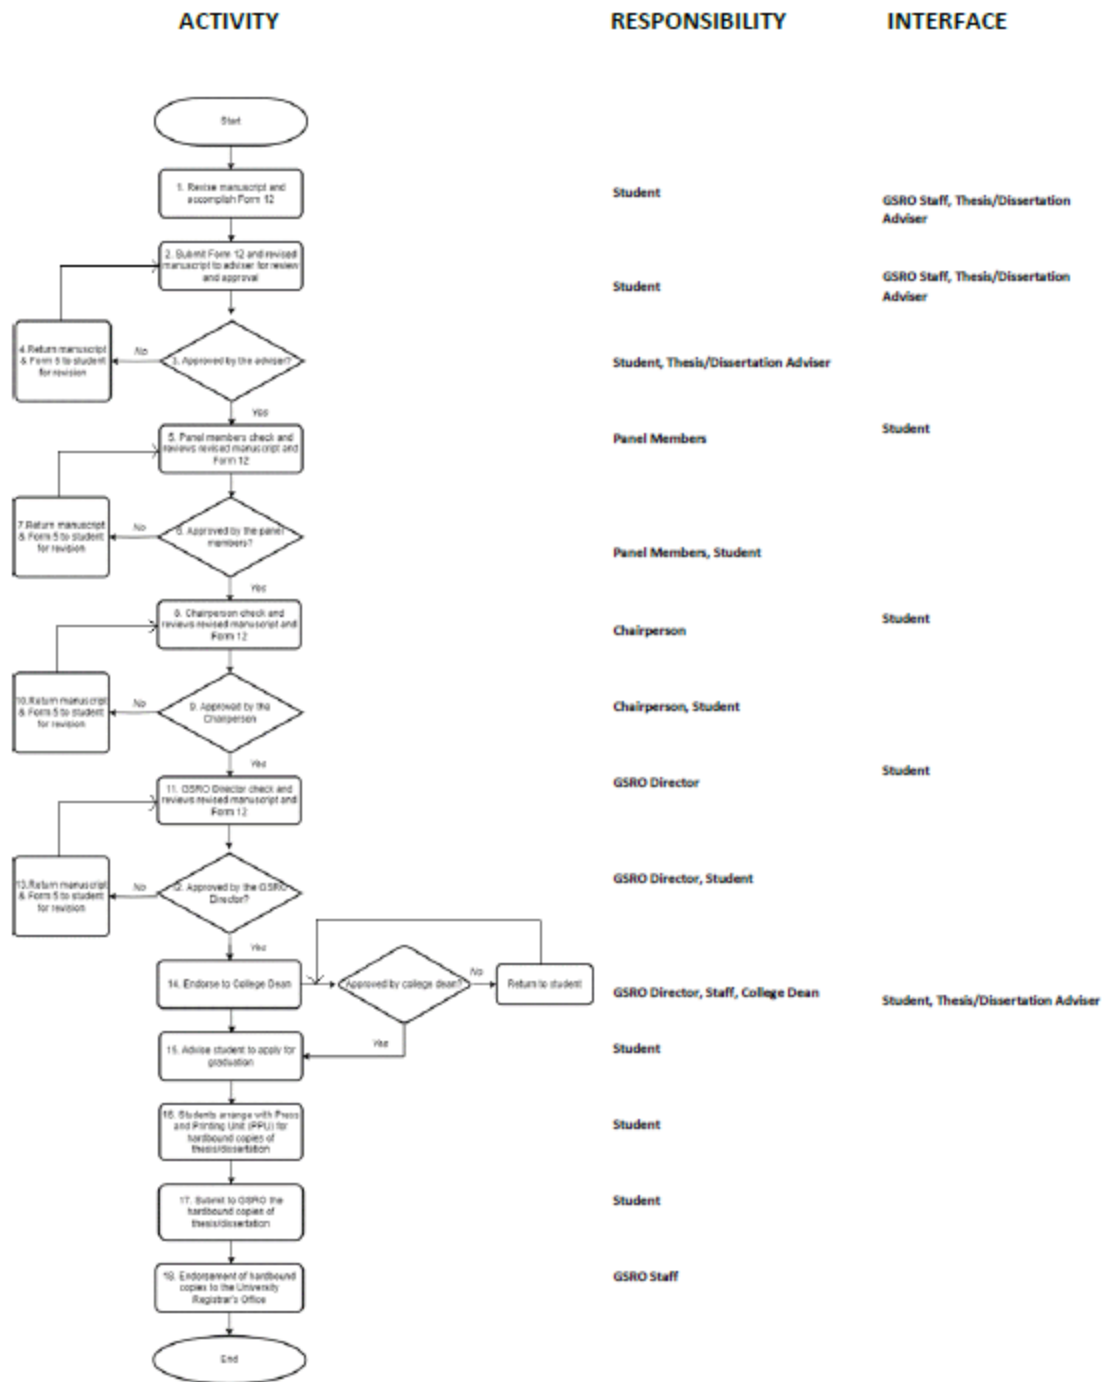 ACTIVITY
RESPONSIBILITY
INTERFACE
Start
1. Revise manuscript and
accomplish Form 12
Student
GSRO Staff, Thesis/Dissertation
Adviser
2. Submit Form 12 and revised
manuscript to adviser for review
and approval
Student
GSRO Staff, Thesis/Dissertation
Adviser
4.Return manuscript
& Form 5 to student
for revision
No
3. Approved by the adviser?
Student, Thesis/Dissertation Adviser
Yes
5. Panel members check and
reviews revised manuscript and
Form 12
Panel Members
Student
7.Return manuscript
& Form 5 to student
for revision
No
6. Approved by the panel
members?
Panel Members, Student
Yes
8. Chairperson check and
reviews revised manuscript and
Form 12
Chairperson
Student
10.Return manuscript
& Form 5 to student
for revision
No
9. Approved by the
Chairperson
Chairperson, Student
Yes
11. GSRO Director check and
reviews revised manuscript and
Form 12
GSRO Director
Student
13.Return manuscript
& Form 5 to student
for revision
No
12. Approved by the GSRO
Director?
GSRO Director, Student
Yes
14. Endorse to College Dean
Approved by college dean?
No
Return to student
GSRO Director, Staff, College Dean
Student, Thesis/Dissertation Adviser
Yes
15. Advise student to apply for
graduation
Student
16. Students arrange with Press
and Printing Unit (PPU) for
hardbound copies of
thesis/dissertation
Student
17. Submit to GSRO the
hardbound copies of
thesis/dissertation
Student
18. Endorsement of hardbound
copies to the University
Registrar's Office
GSRO Staff
End